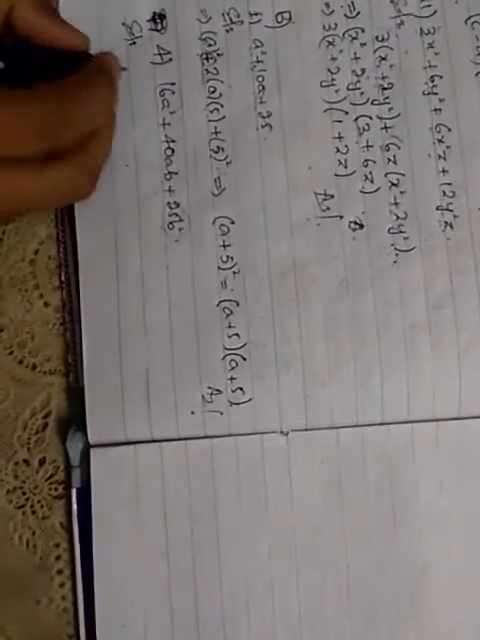 11) 3x² + 6y² + 6x²z + 12y²z.
3(x²+2y²) + 6z(x²+2y²).
⇒ (x²+2y²) (3+6z)
⇒ 3(x²+2y²) (1+2z) Ans/.
B)
1) a²+10a+25.
Sol:
⇒ (a)²+2(a)(5)+(5)² ⇒ (a+5)² = (a+5)(a+5) Ans/.
4) 16a²+40ab+25b².
Sol: